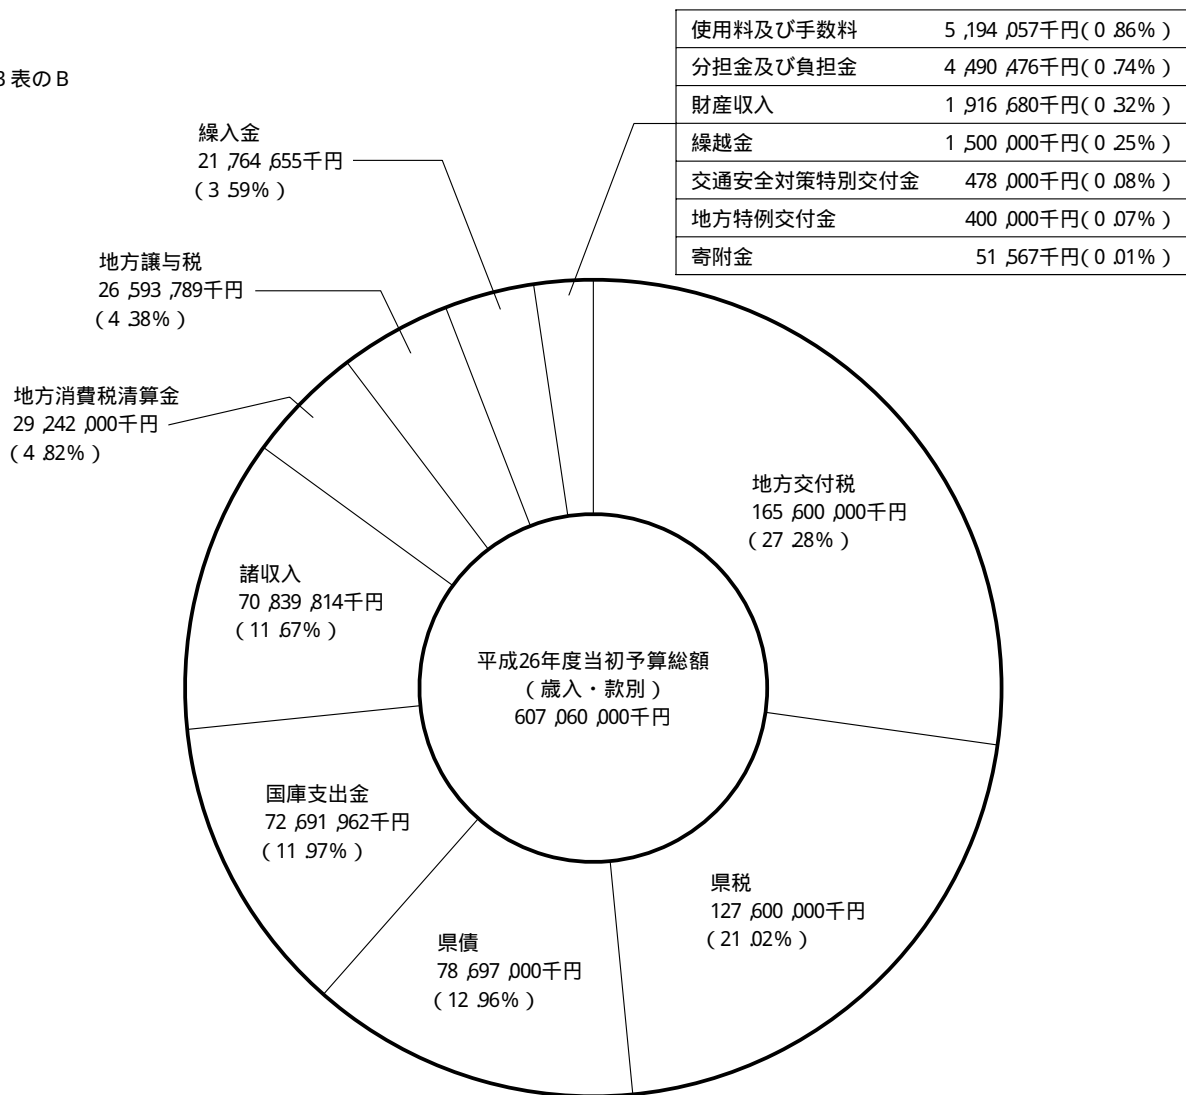 3表のB
使用料及び手数料 5,194,057千円(0.86%)
分担金及び負担金 4,490,476千円(0.74%)
財産収入 1,916,680千円(0.32%)
繰越金 1,500,000千円(0.25%)
交通安全対策特別交付金 478,000千円(0.08%)
地方特例交付金 400,000千円(0.07%)
寄附金 51,567千円(0.01%)
繰入金
21,764,655千円
(3.59%)
地方譲与税
26,593,789千円
(4.38%)
地方消費税清算金
29,242,000千円
(4.82%)
諸収入
70,839,814千円
(11.67%)
国庫支出金
72,691,962千円
(11.97%)
県債
78,697,000千円
(12.96%)
県税
127,600,000千円
(21.02%)
地方交付税
165,600,000千円
(27.28%)
平成26年度当初予算総額
(歳入・款別)
607,060,000千円